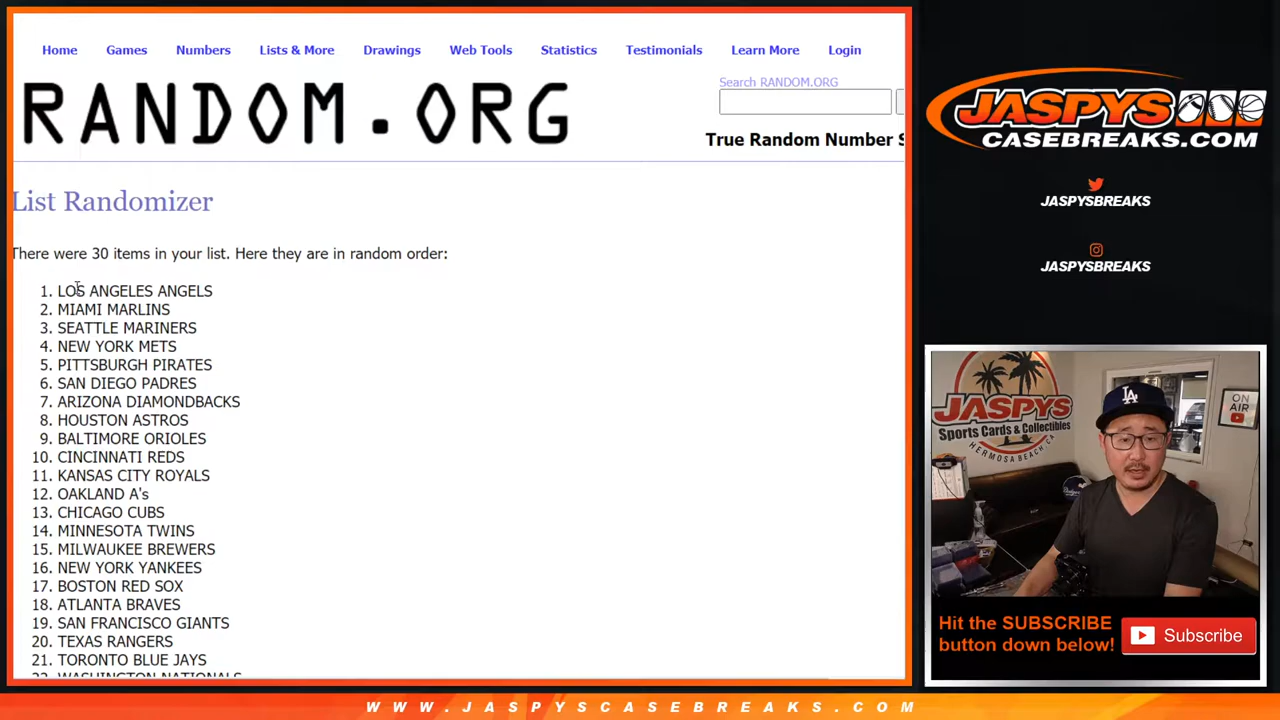 Home Games Numbers Lists & More Drawings Web Tools Statistics Testimonials Learn More Login
RANDOM.ORG
Search RANDOM.ORG
True Random Number S
List Randomizer
There were 30 items in your list. Here they are in random order:
1. LOS ANGELES ANGELS
2. MIAMI MARLINS
3. SEATTLE MARINERS
4. NEW YORK METS
5. PITTSBURGH PIRATES
6. SAN DIEGO PADRES
7. ARIZONA DIAMONDBACKS
8. HOUSTON ASTROS
9. BALTIMORE ORIOLES
10. CINCINNATI REDS
11. KANSAS CITY ROYALS
12. OAKLAND A's
13. CHICAGO CUBS
14. MINNESOTA TWINS
15. MILWAUKEE BREWERS
16. NEW YORK YANKEES
17. BOSTON RED SOX
18. ATLANTA BRAVES
19. SAN FRANCISCO GIANTS
20. TEXAS RANGERS
21. TORONTO BLUE JAYS
22. WASHINGTON NATIONALS
JASPYS
CASEBREAKS.COM
JASPYSBREAKS
JASPYSBREAKS
JASPYS
Sports Cards & Collectibles
HERMOSA BEACH, CA
LA
ON
AIR
Dodgers
Hit the SUBSCRIBE
button down below!
Subscribe
WWW.JASPYSCASEBREAKS.COM